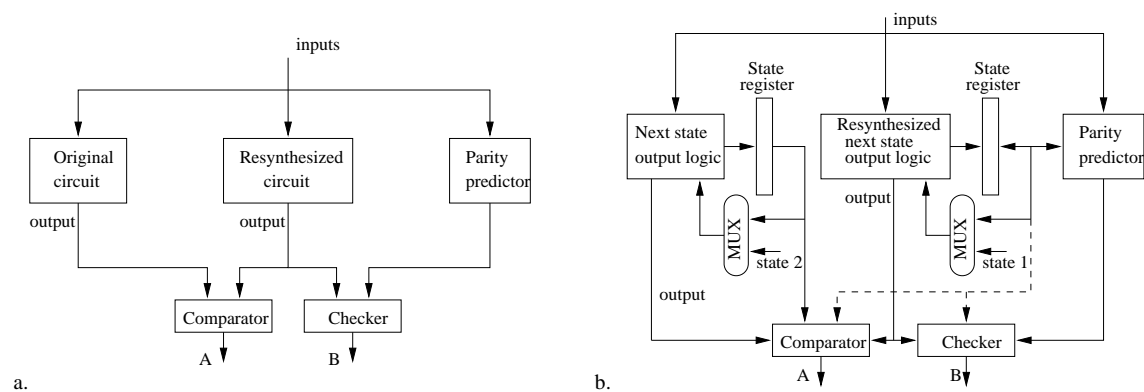 inputs
Original
circuit
Resynthesized
circuit
Parity
predictor
output
output
Comparator
Checker
A
B
a.
inputs
State
register
State
register
Next state
output logic
Resynthesized
next state
output logic
Parity
predictor
output
MUX
MUX
state 2
state 1
output
Comparator
Checker
A
B
b.